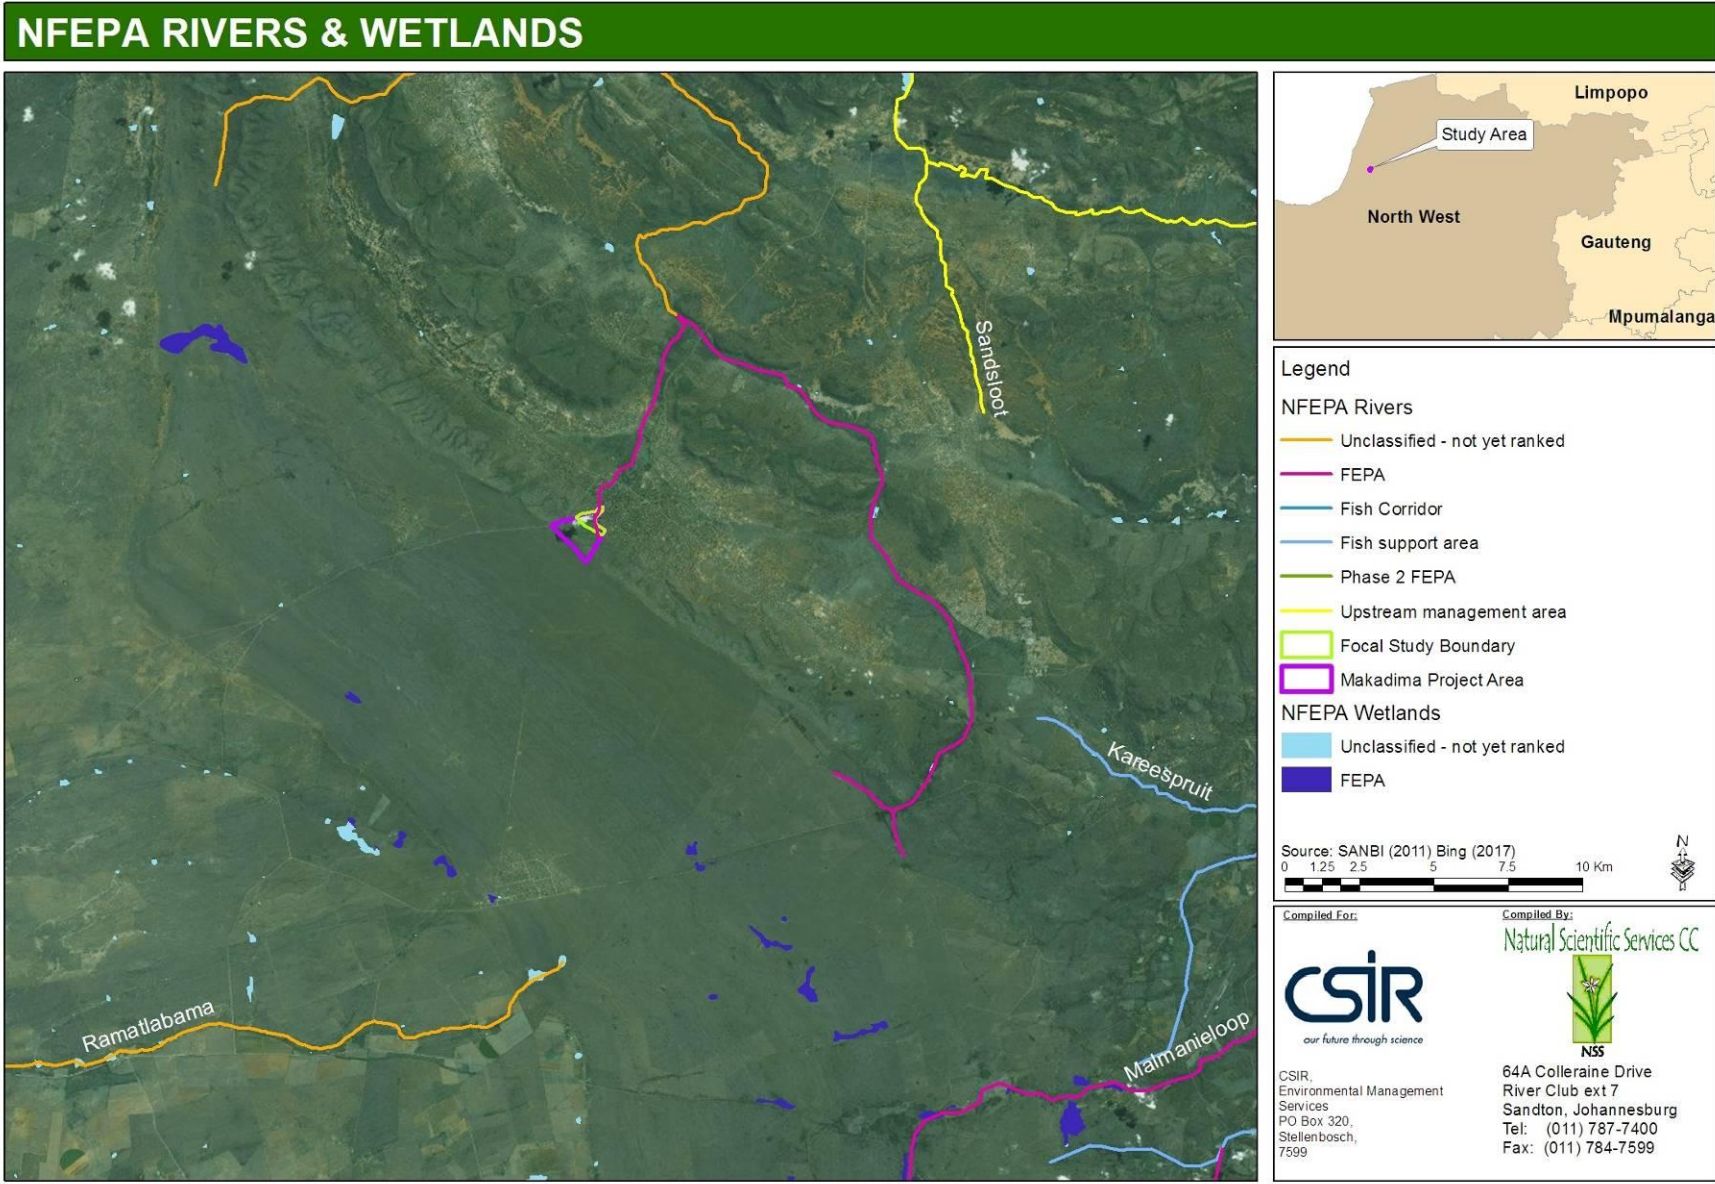 NFEPA RIVERS & WETLANDS
Sandsloot
Kareespruit
Ramatlabama
Malmanieloop
Limpopo
Study Area
North West
Gauteng
Mpumalanga
Legend
NFEPA Rivers
Unclassified - not yet ranked
FEPA
Fish Corridor
Fish support area
Phase 2 FEPA
Upstream management area
Focal Study Boundary
Makadima Project Area
NFEPA Wetlands
Unclassified - not yet ranked
FEPA
Source: SANBI (2011) Bing (2017)
0 1.25 2.5 5 7.5 10 Km
N
Compiled For:
CSIR
our future through science
CSIR,
Environmental Management
Services
PO Box 320,
Stellenbosch,
7599
Compiled By:
Natural Scientific Services CC
NSS
64A Colleraine Drive
River Club ext 7
Sandton, Johannesburg
Tel: (011) 787-7400
Fax: (011) 784-7599